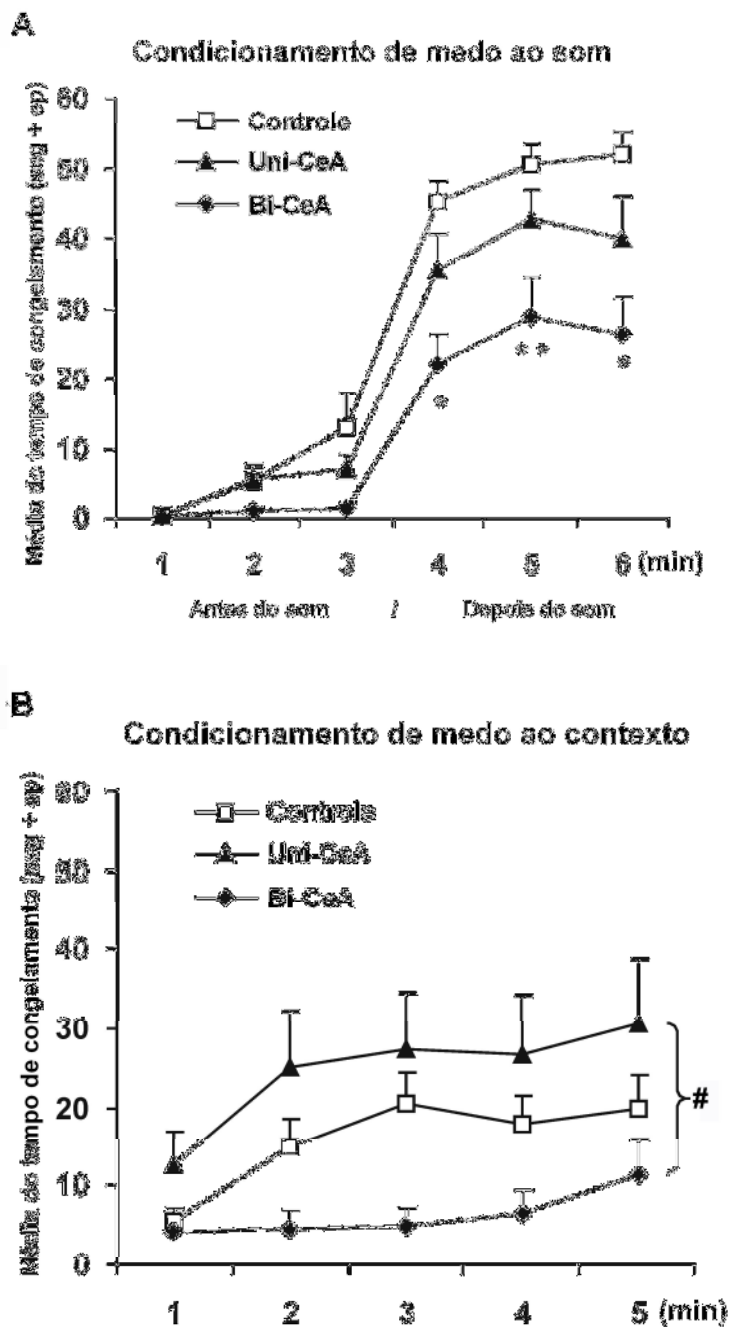 A
Condicionamento de medo ao som
Média do tempo de congelamento (seg + ep)
60
50
40
30
20
10
0
Controle
Uni-CeA
Bi-CeA
*
**
*
1 2 3 4 5 6 (min)
Antes do som / Depois do som
B
Condicionamento de medo ao contexto
Média do tempo de congelamento (seg + ep)
60
50
40
30
20
10
0
Controle
Uni-CeA
Bi-CeA
#
1 2 3 4 5 (min)